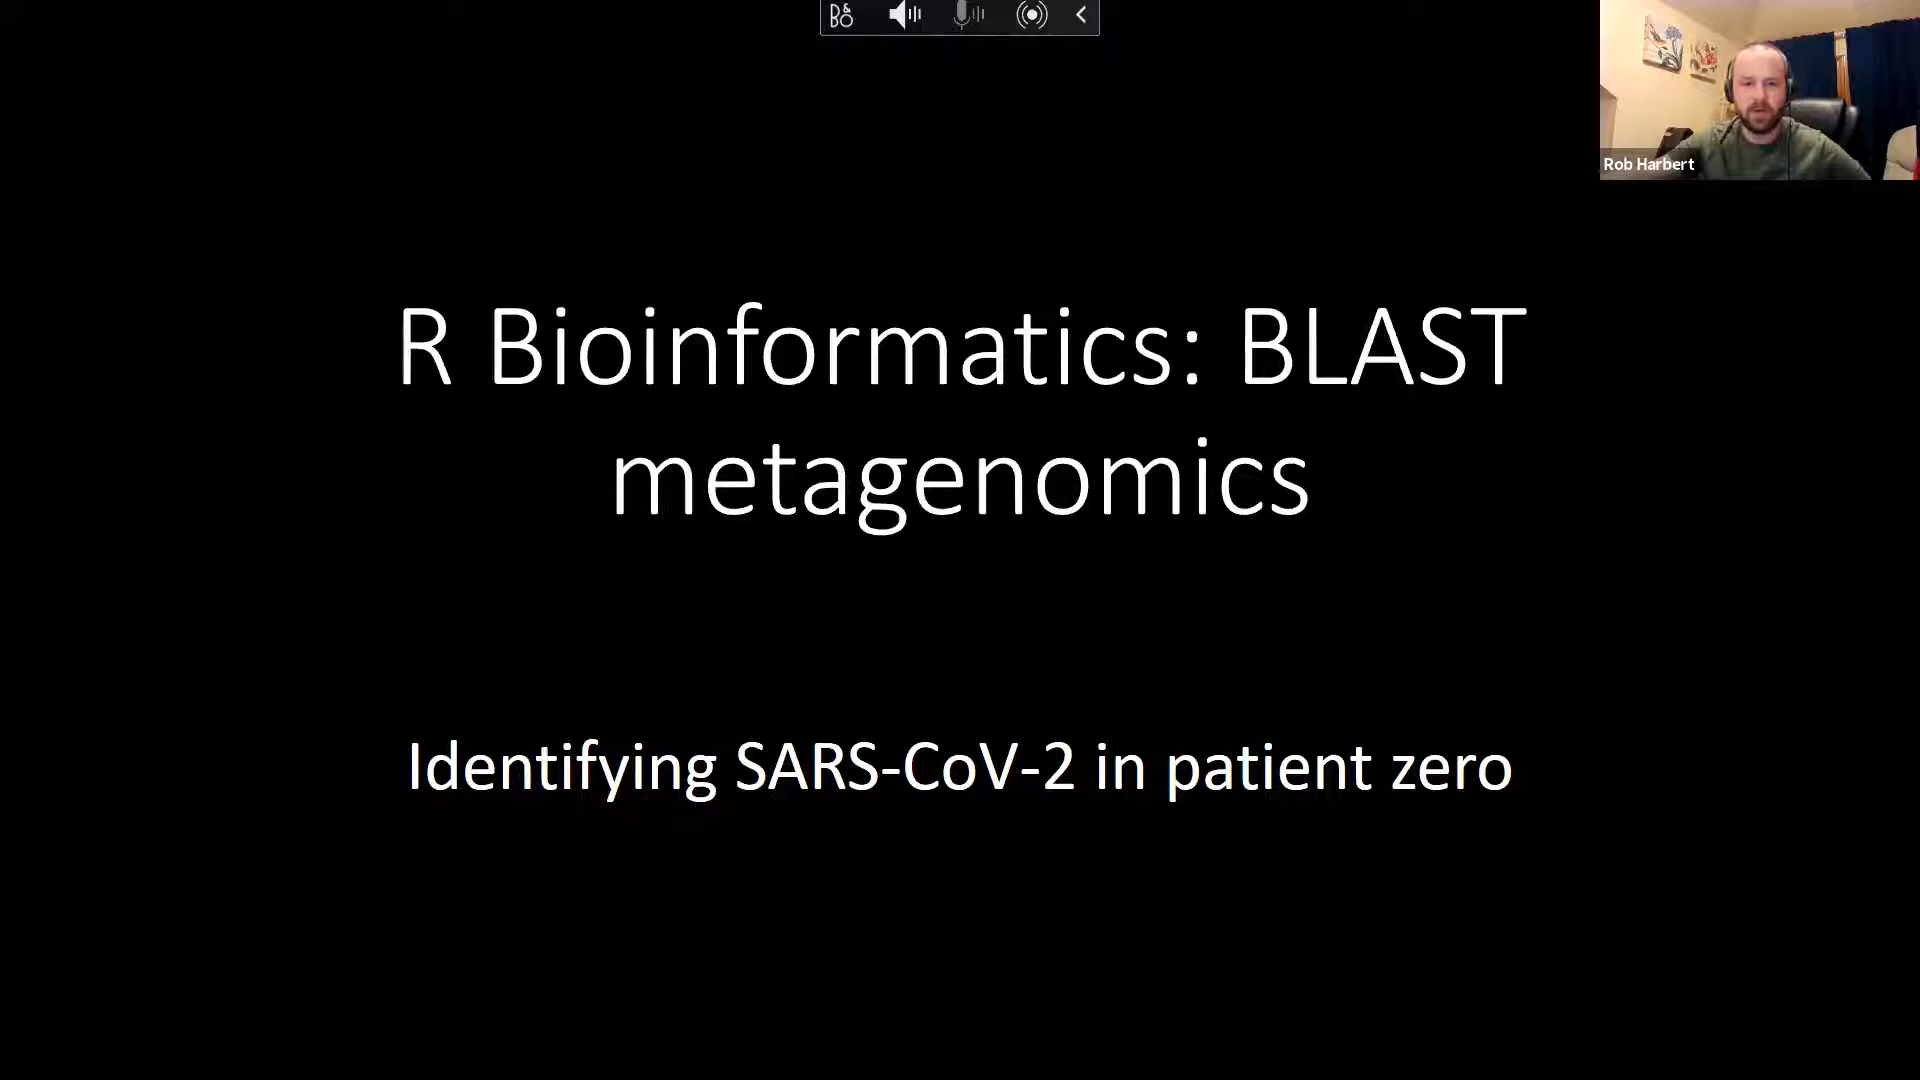 B&O
Rob Harbert
R Bioinformatics: BLAST
metagenomics
Identifying SARS-CoV-2 in patient zero